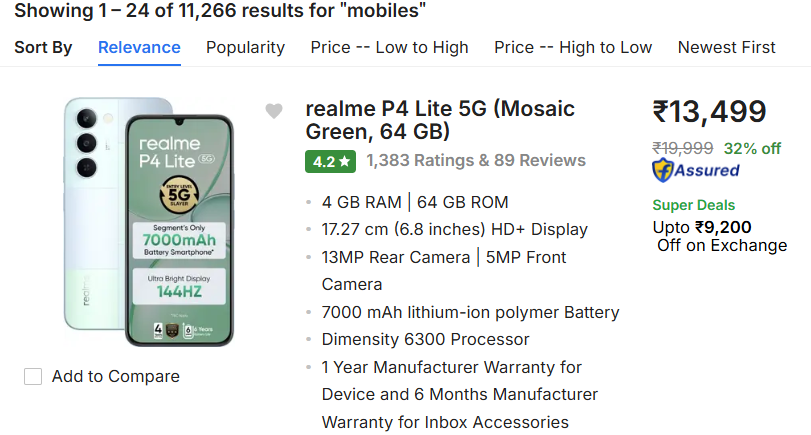 Showing 1 – 24 of 11,266 results for "mobiles"
Sort By Relevance Popularity Price -- Low to High Price -- High to Low Newest First
realme P4 Lite 5G (Mosaic
Green, 64 GB)
4.2★ 1,383 Ratings & 89 Reviews
4 GB RAM | 64 GB ROM
17.27 cm (6.8 inches) HD+ Display
13MP Rear Camera | 5MP Front
Camera
7000 mAh lithium-ion polymer Battery
Dimensity 6300 Processor
1 Year Manufacturer Warranty for
Device and 6 Months Manufacturer
Warranty for Inbox Accessories
₹13,499
₹19,999 32% off
Assured
Super Deals
Upto ₹9,200
Off on Exchange
realme
P4 Lite 5G
ENTRY LEVEL
5G
SLAYER
Segment's Only
7000mAh
Battery Smartphone*
Ultra Bright Display
144HZ
realme
Add to Compare